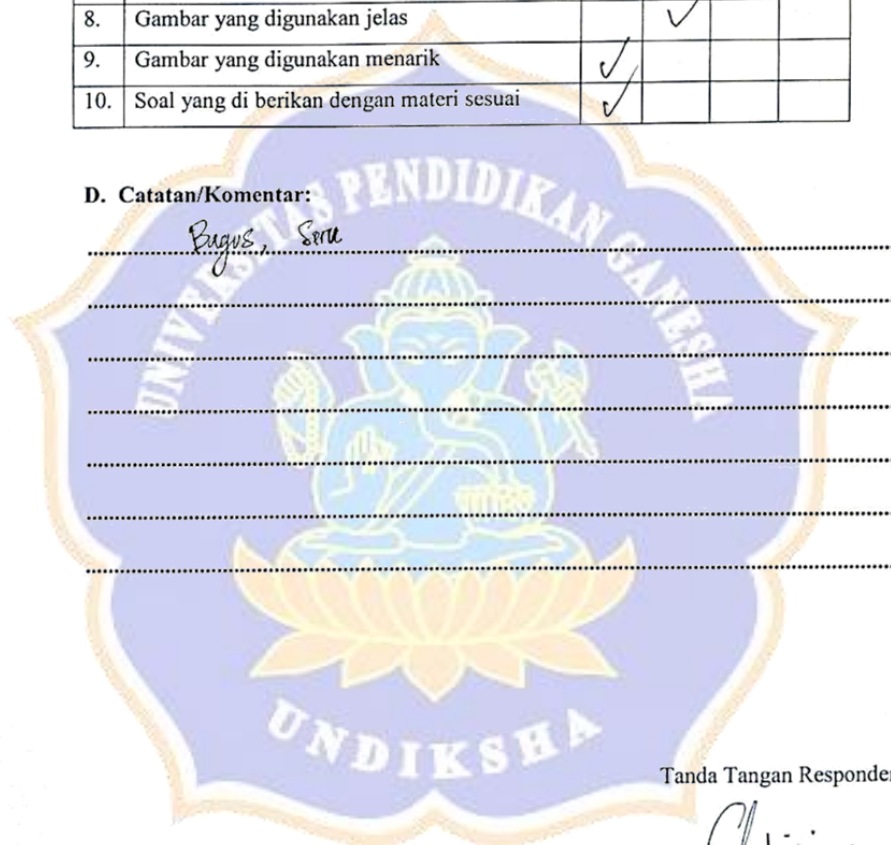 8. Gambar yang digunakan jelas ✓
9. Gambar yang digunakan menarik ✓
10. Soal yang di berikan dengan materi sesuai ✓
D. Catatan/Komentar:
Bagus, Seru
UNIVERSITAS PENDIDIKAN GANESHA
UNDIKSHA
Tanda Tangan Responden